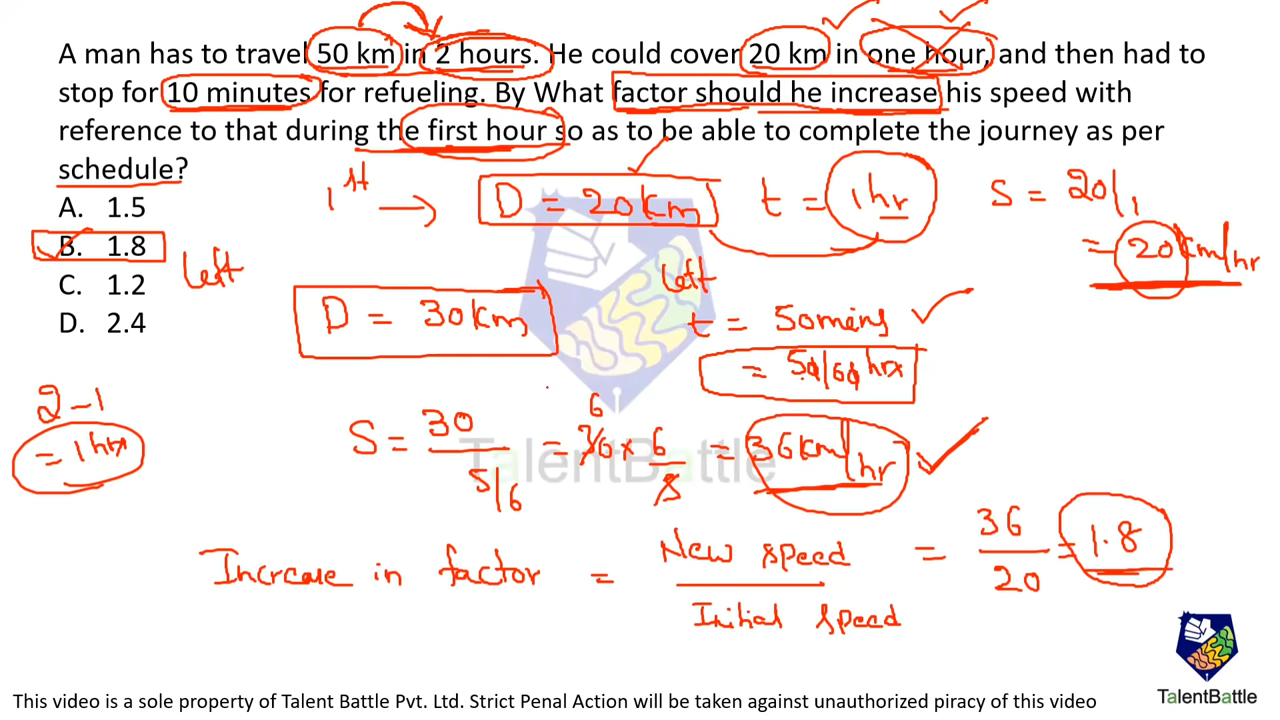 A man has to travel 50 km in 2 hours. He could cover 20 km in one hour, and then had to
stop for 10 minutes for refueling. By What factor should he increase his speed with
reference to that during the first hour so as to be able to complete the journey as per
schedule?
A. 1.5
B. 1.8
C. 1.2
D. 2.4
1st → D = 20km t = 1hr S = 20/1
= 20km/hr
left
D = 30km
left
t = 50mins
= 50/60 hrs
2-1
= 1 hrs
S = 30 / 5/6 = 30 × 6/5 = 36km/hr
6
Increase in factor = New speed / Initial speed = 36/20 = 1.8
TalentBattle
TalentBattle
This video is a sole property of Talent Battle Pvt. Ltd. Strict Penal Action will be taken against unauthorized piracy of this video